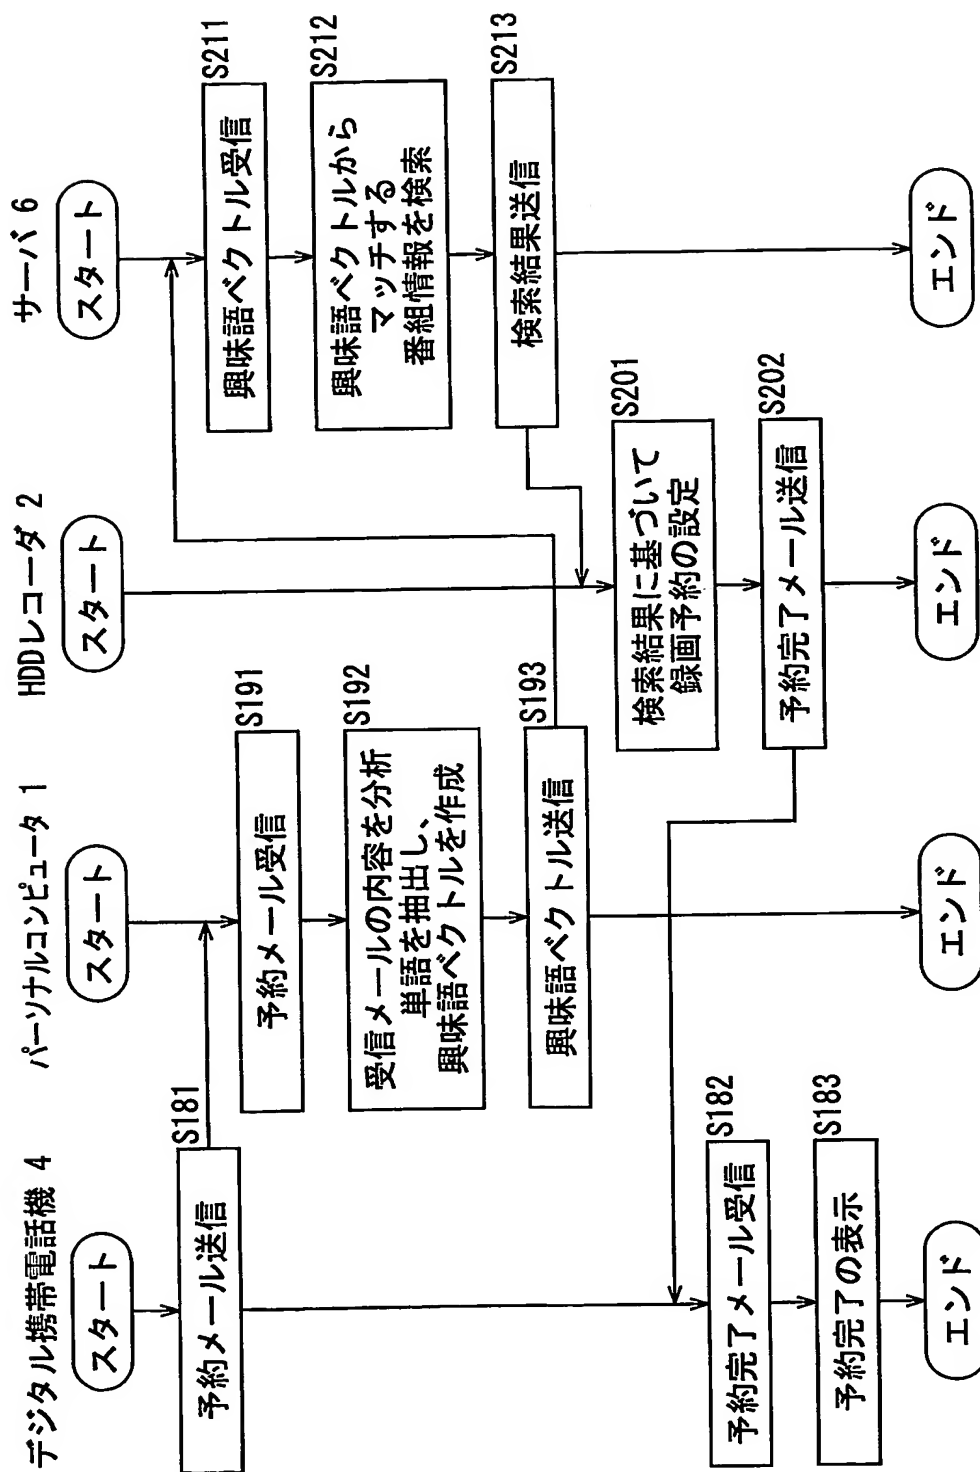 デジタル携帯電話機 4
スタート
予約メール送信
S181
予約完了メール受信
S182
予約完了の表示
S183
エンド
パーソナルコンピュータ 1
スタート
予約メール受信
S191
受信メールの内容を分析
単語を抽出し、
興味語ベクトルを作成
S192
興味語ベクトル送信
S193
エンド
HDDレコーダ 2
スタート
検索結果に基づいて
録画予約の設定
S201
予約完了メール送信
S202
エンド
サーバ 6
スタート
興味語ベクトル受信
S211
興味語ベクトルから
マッチする
番組情報を検索
S212
検索結果送信
S213
エンド